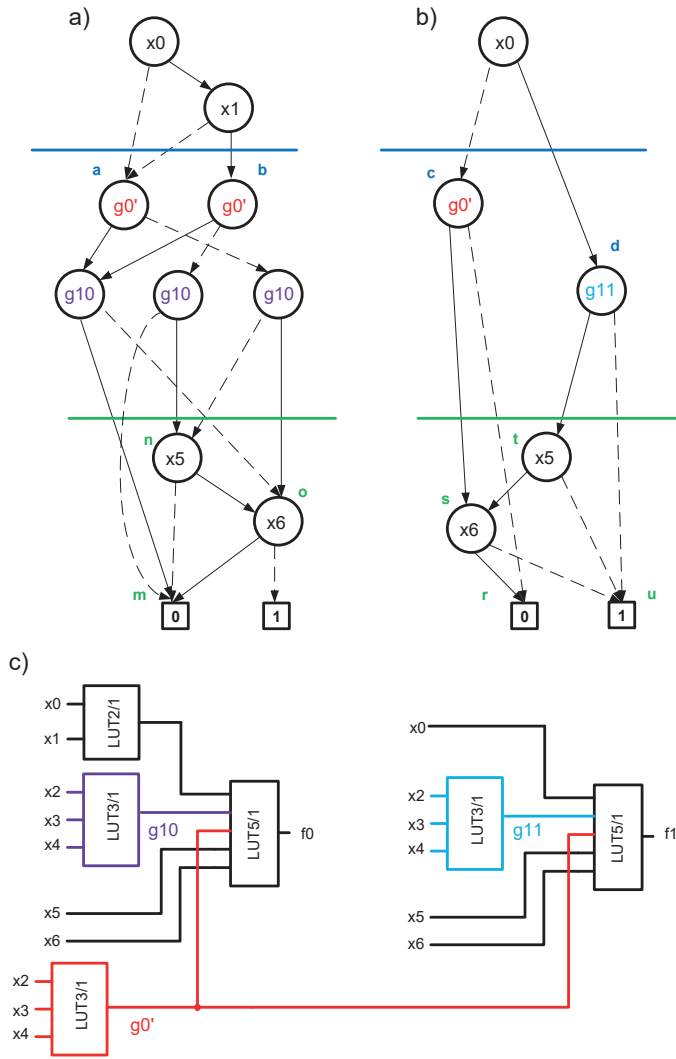 a)
b)
x0
x0
x1
a
b
c
g0'
g0'
g0'
d
g10
g10
g10
g11
n
x5
t
x5
o
s
x6
x6
m
0
1
r
0
1
u
c)
x0
x1
LUT2/1
x0
x2
x3
x4
LUT3/1
g10
LUT5/1
f0
x2
x3
x4
LUT3/1
g11
LUT5/1
f1
x5
x6
x5
x6
x2
x3
x4
LUT3/1
g0'